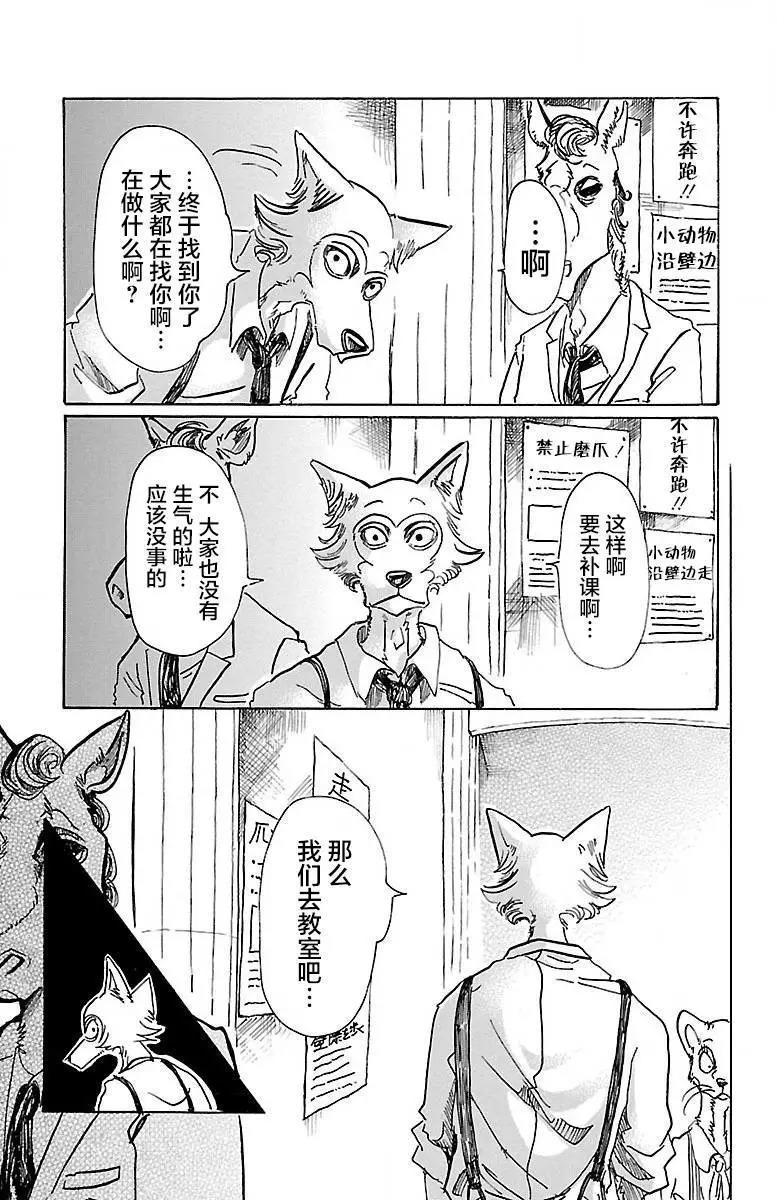 不许奔跑!!
小动物
沿壁边
…啊
…终于找到你了
大家都在找你啊…
在做什么啊?
不许奔跑!!
禁止磨爪!
小动物
沿壁边走
这样啊
要去补课啊…
不 大家也没有
生气的啦…
应该没事的
走
爪
那么
我们去教室吧…